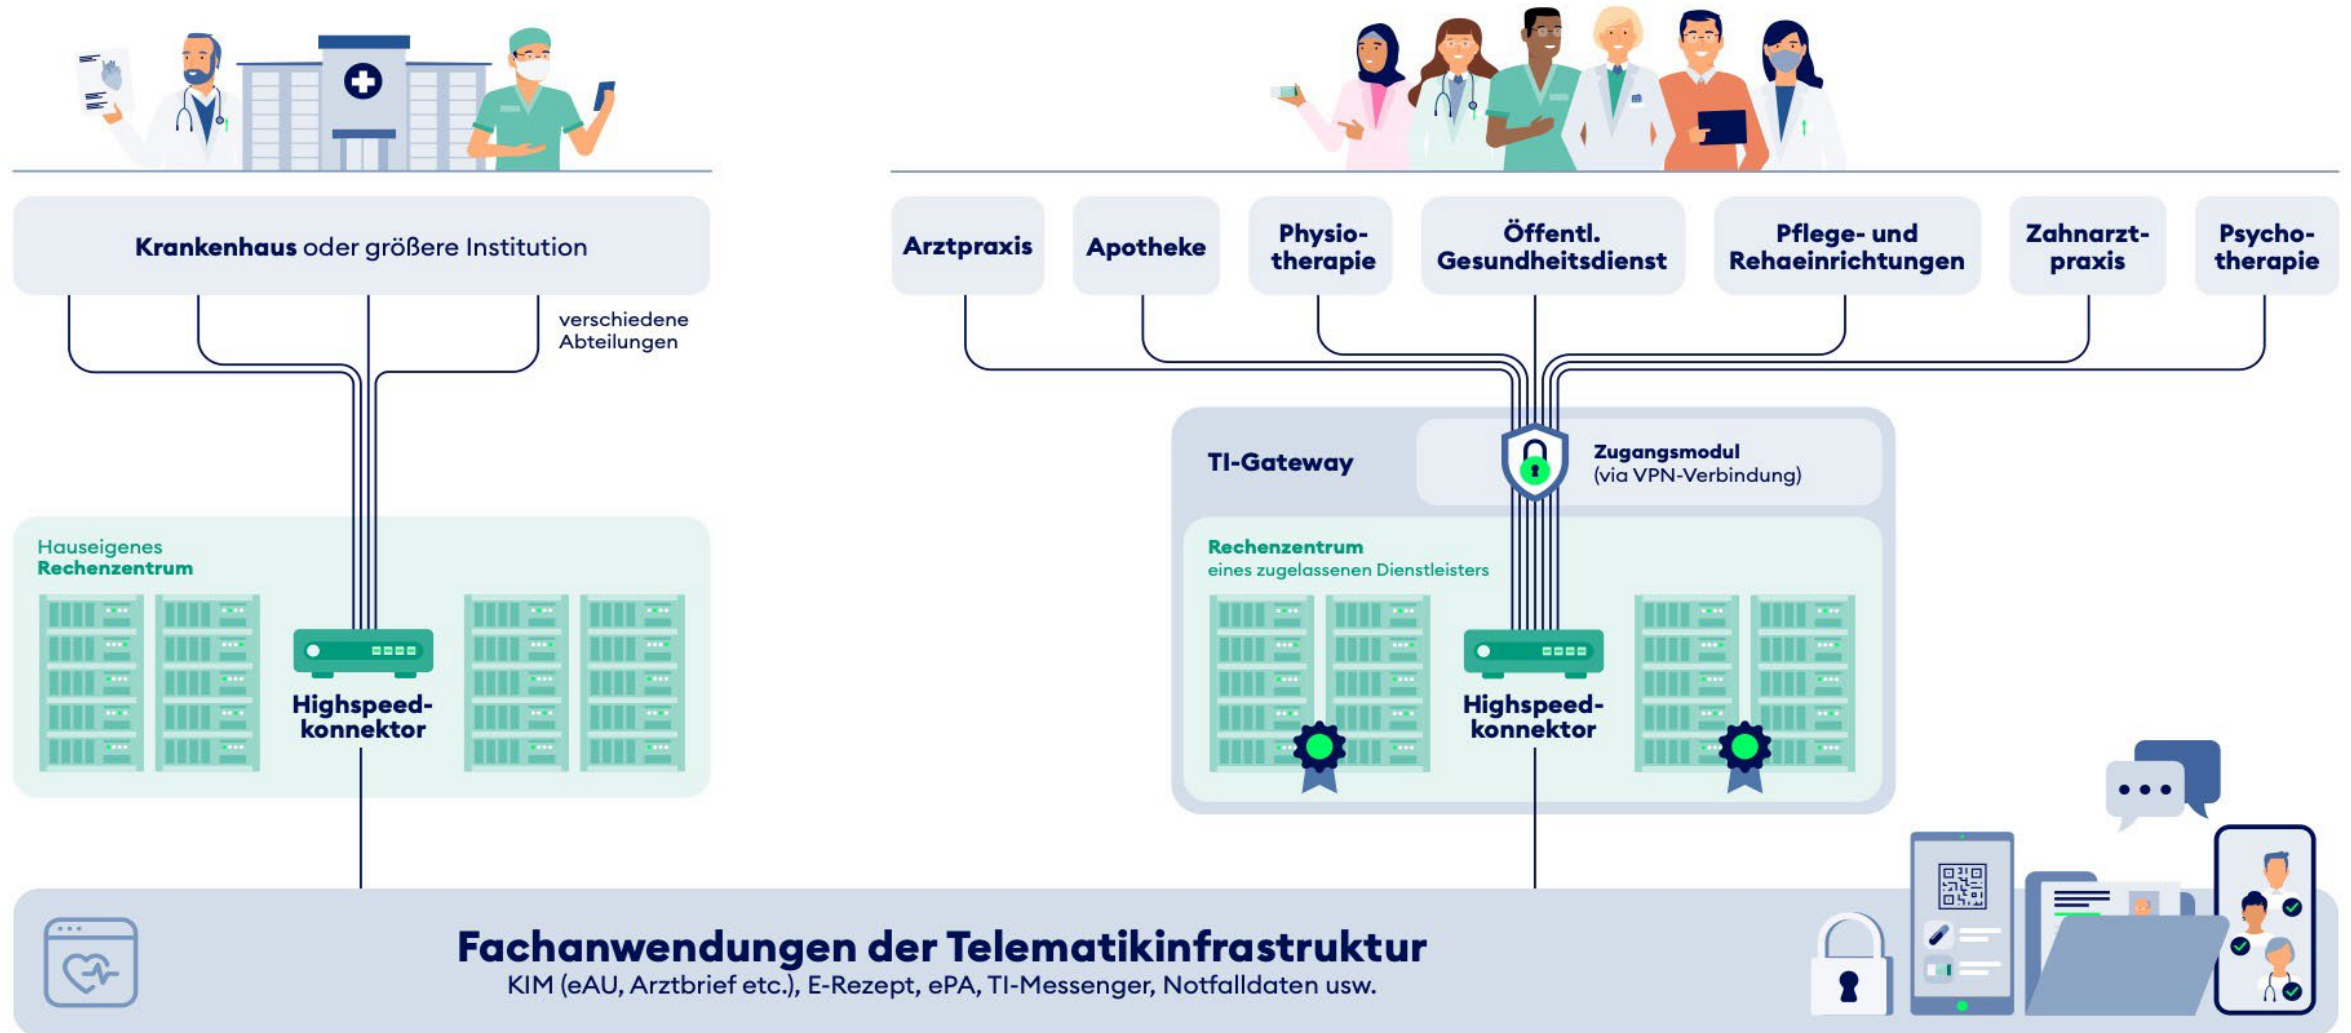 Krankenhaus oder größere Institution
verschiedene
Abteilungen
Hauseigenes
Rechenzentrum
Highspeed-
konnektor
Arztpraxis
Apotheke
Physio-
therapie
Öffentl.
Gesundheitsdienst
Pflege- und
Rehaeinrichtungen
Zahnarzt-
praxis
Psycho-
therapie
TI-Gateway
Zugangsmodul
(via VPN-Verbindung)
Rechenzentrum
eines zugelassenen Dienstleisters
Highspeed-
konnektor
Fachanwendungen der Telematikinfrastruktur
KIM (eAU, Arztbrief etc.), E-Rezept, ePA, TI-Messenger, Notfalldaten usw.